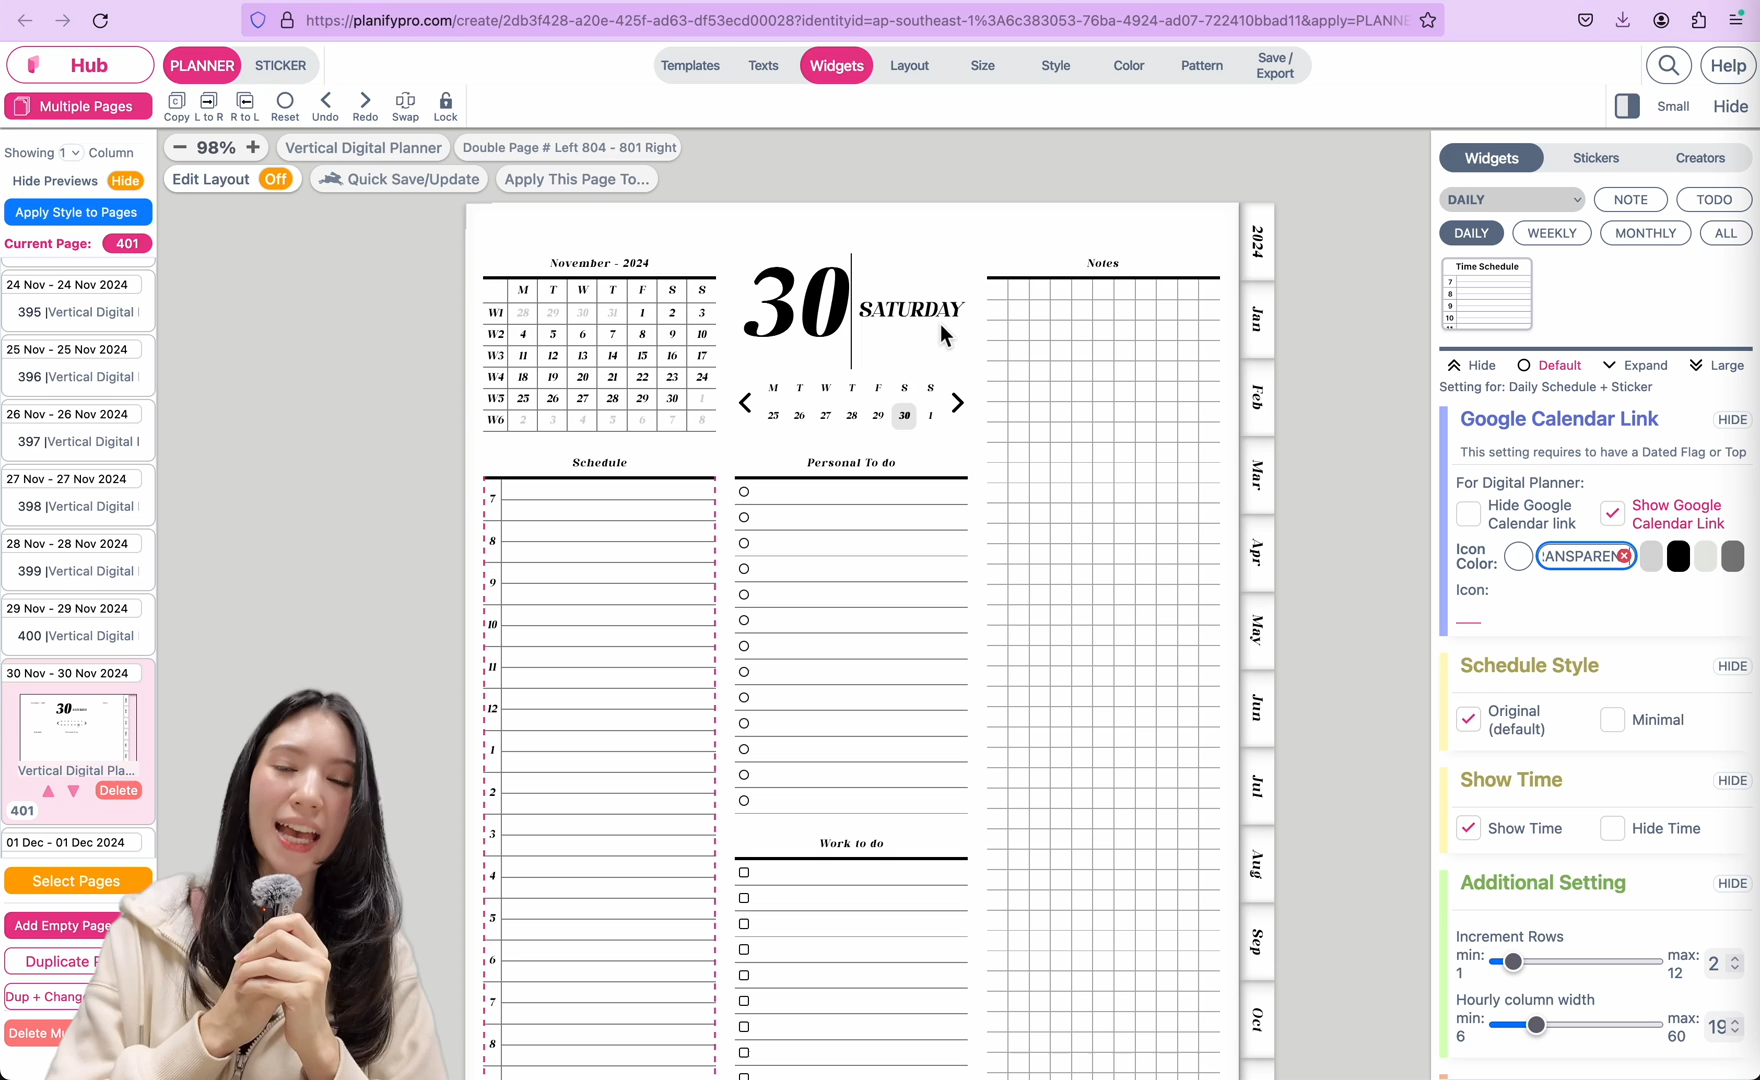 https://planifypro.com/create/2db3f428-a20e-425f-ad63-df53ecd00028?identityid=ap-southeast-1%3A6c383053-76ba-4924-ad07-722410bbad11&apply=PLANNE
Hub
PLANNER
STICKER
Templates
Texts
Widgets
Layout
Size
Style
Color
Pattern
Save /
Export
Help
Multiple Pages
Copy
L to R
R to L
Reset
Undo
Redo
Swap
Lock
Small
Hide
Showing 1 Column
Hide Previews Hide
Apply Style to Pages
Current Page: 401
24 Nov - 24 Nov 2024
395 |Vertical Digital
25 Nov - 25 Nov 2024
396 |Vertical Digital
26 Nov - 26 Nov 2024
397 |Vertical Digital
27 Nov - 27 Nov 2024
398 |Vertical Digital
28 Nov - 28 Nov 2024
399 |Vertical Digital
29 Nov - 29 Nov 2024
400 |Vertical Digital
30 Nov - 30 Nov 2024
30
Vertical Digital Pla...
Delete
401
01 Dec - 01 Dec 2024
Select Pages
Add Empty Page
Duplicate P
Dup + Chang
Delete Mu
98%
Vertical Digital Planner
Double Page # Left 804 - 801 Right
Edit Layout Off
Quick Save/Update
Apply This Page To...
November - 2024
M T W T F S S
W1 28 29 30 31 1 2 3
W2 4 5 6 7 8 9 10
W3 11 12 13 14 15 16 17
W4 18 19 20 21 22 23 24
W5 25 26 27 28 29 30 1
W6 2 3 4 5 6 7 8
30
SATURDAY
M T W T F S S
25 26 27 28 29 30 1
Notes
Schedule
7
8
9
10
11
12
1
2
3
4
5
6
7
8
Personal To do
Work to do
2024
Jan
Feb
Mar
Apr
May
Jun
Jul
Aug
Sep
Oct
Widgets
Stickers
Creators
DAILY
NOTE
TODO
DAILY
WEEKLY
MONTHLY
ALL
Time Schedule
7
8
9
10
Hide
Default
Expand
Large
Setting for: Daily Schedule + Sticker
Google Calendar Link
HIDE
This setting requires to have a Dated Flag or Top
For Digital Planner:
Hide Google
Calendar link
Show Google
Calendar Link
Icon
Color:
ANSPAREN
Icon:
Schedule Style
HIDE
Original
(default)
Minimal
Show Time
HIDE
Show Time
Hide Time
Additional Setting
HIDE
Increment Rows
min:
1
max:
12
2
Hourly column width
min:
6
max:
60
19